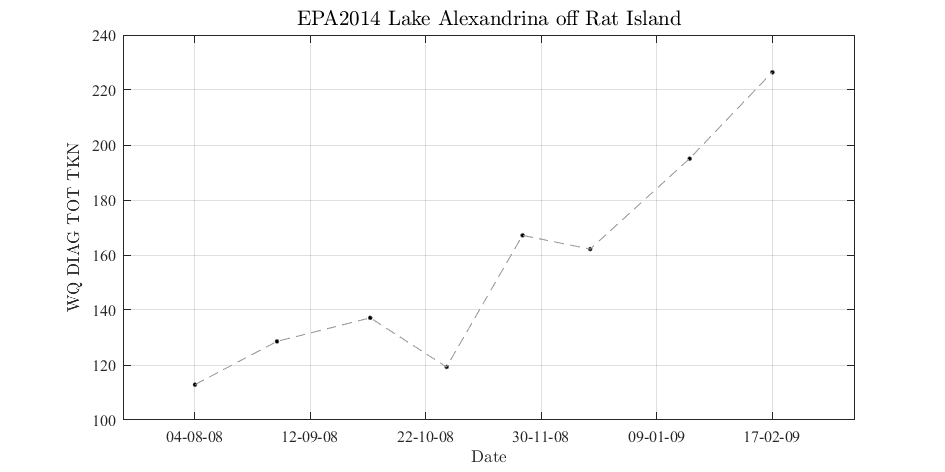 EPA2014 Lake Alexandrina off Rat Island
240
220
200
180
160
140
120
100
WQ DIAG TOT TKN
04-08-08 12-09-08 22-10-08 30-11-08 09-01-09 17-02-09
Date